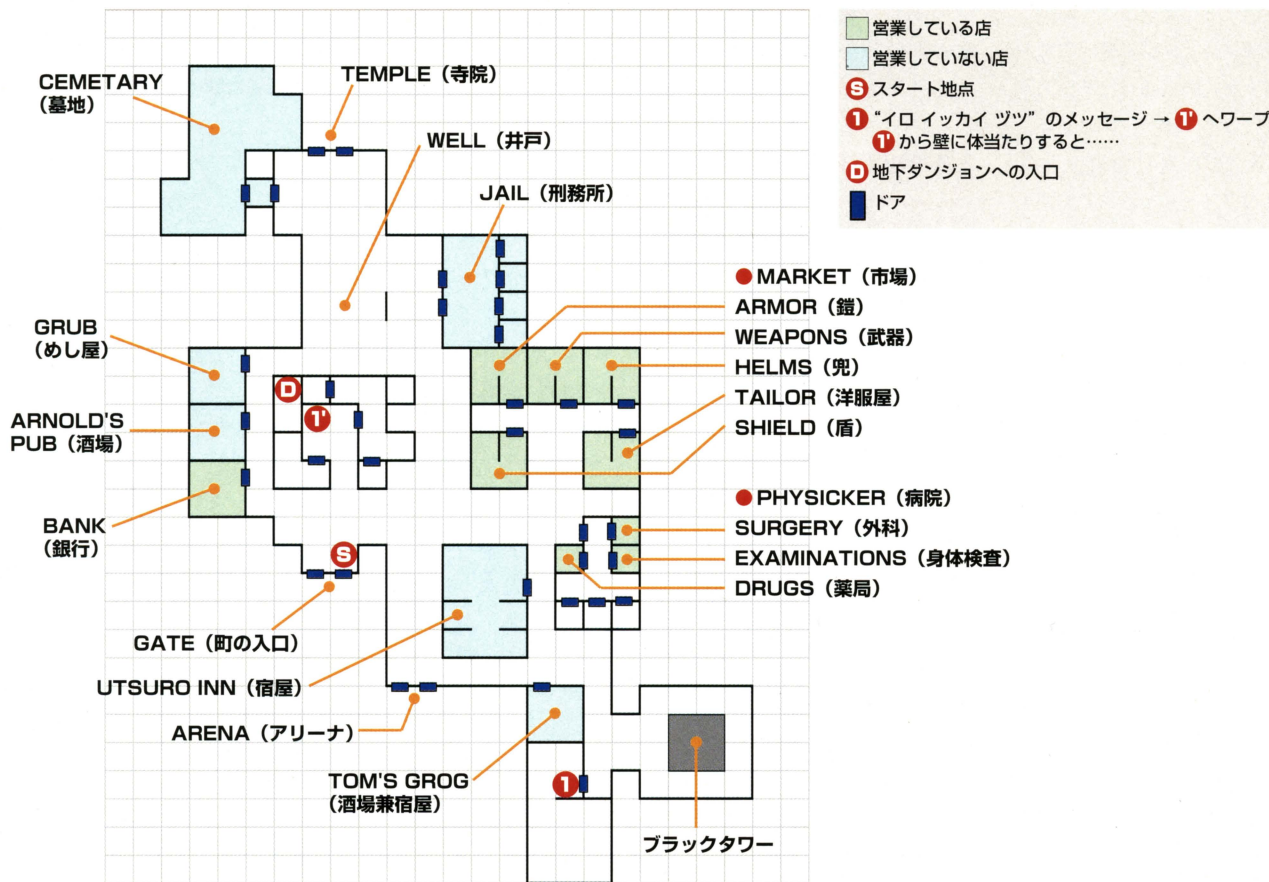 CEMETARY
(墓地)
TEMPLE(寺院)
WELL(井戸)
JAIL(刑務所)
GRUB
(めし屋)
ARNOLD'S
PUB(酒場)
BANK
(銀行)
D
1'
S
GATE(町の入口)
UTSURO INN(宿屋)
ARENA(アリーナ)
TOM'S GROG
(酒場兼宿屋)
1
ブラックタワー
MARKET(市場)
ARMOR(鎧)
WEAPONS(武器)
HELMS(兜)
TAILOR(洋服屋)
SHIELD(盾)
PHYSICKER(病院)
SURGERY(外科)
EXAMINATIONS(身体検査)
DRUGS(薬局)
営業している店
営業していない店
S スタート地点
1 “イロ イッカイ ヅツ”のメッセージ → 1' へワープ
1' から壁に体当たりすると……
D 地下ダンジョンへの入口
ドア